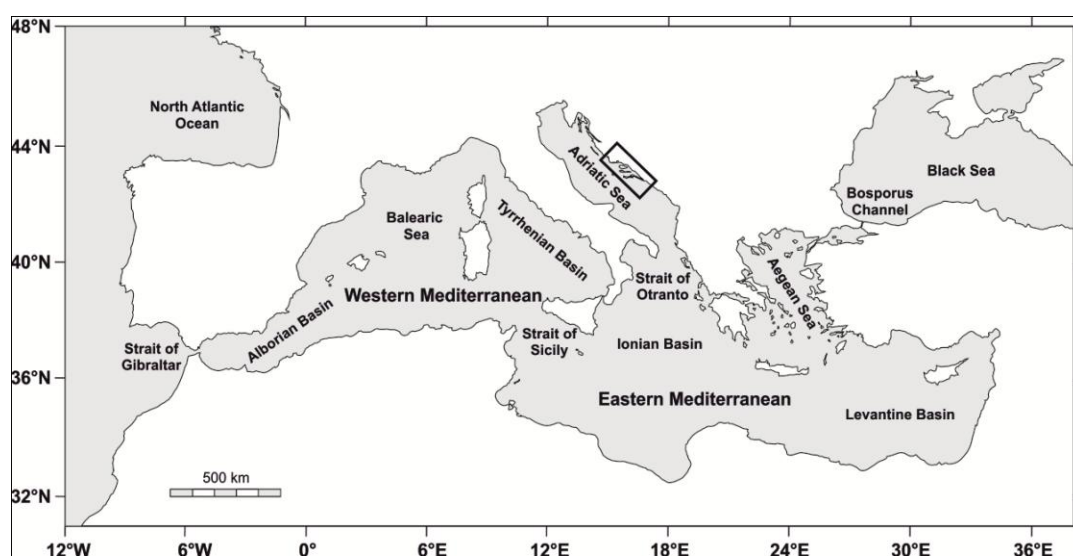 48°N
44°N
40°N
36°N
32°N
North Atlantic
Ocean
Adriatic Sea
Black Sea
Bosporus
Channel
Balearic
Sea
Tyrrhenian Basin
Strait of
Otranto
Aegean Sea
Western Mediterranean
Alborian Basin
Strait of
Gibraltar
Strait of
Sicily
Ionian Basin
Eastern Mediterranean
Levantine Basin
500 km
12°W
6°W
0°
6°E
12°E
18°E
24°E
30°E
36°E